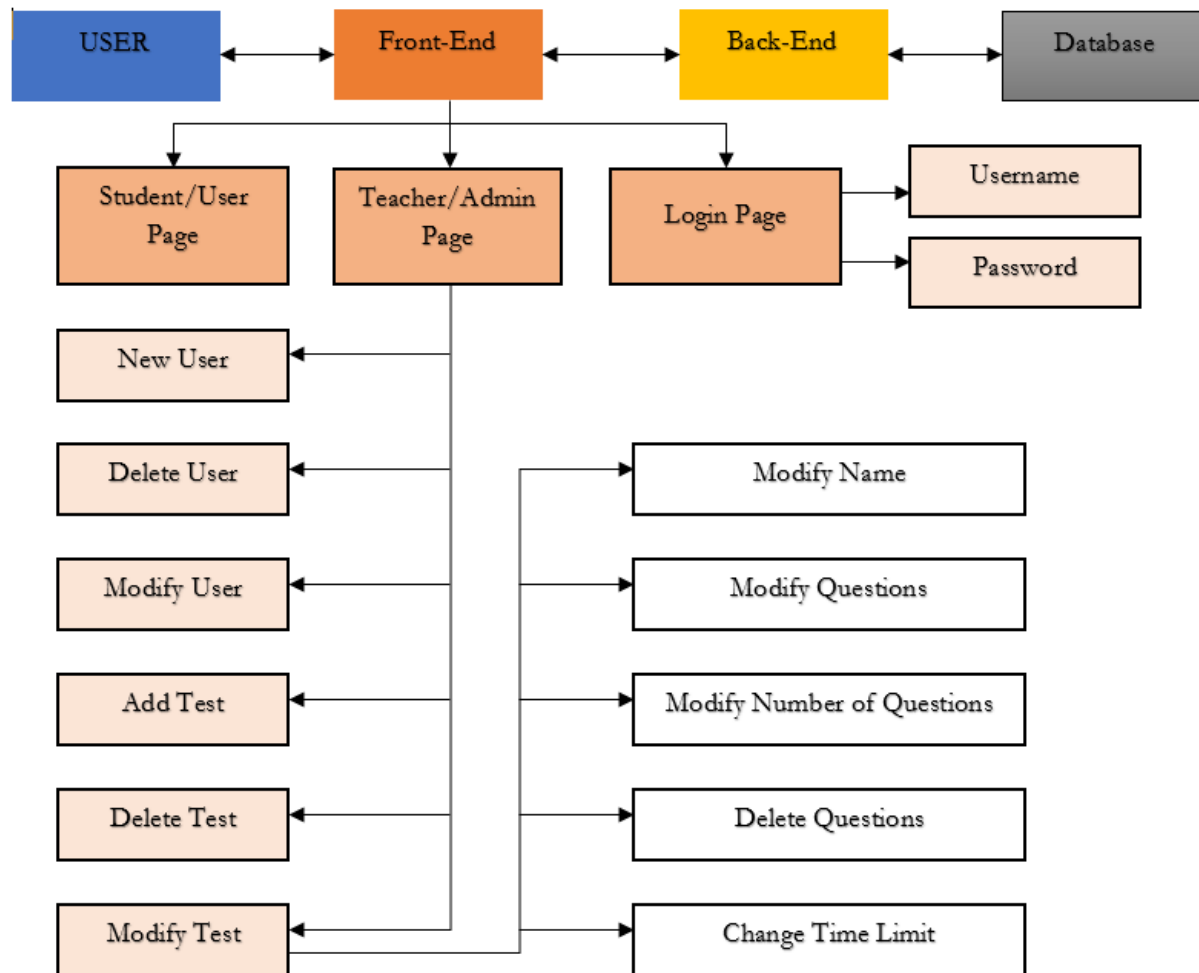 USER
Front-End
Back-End
Database
Student/User
Page
Teacher/Admin
Page
Login Page
Username
Password
New User
Delete User
Modify User
Add Test
Delete Test
Modify Test
Modify Name
Modify Questions
Modify Number of Questions
Delete Questions
Change Time Limit